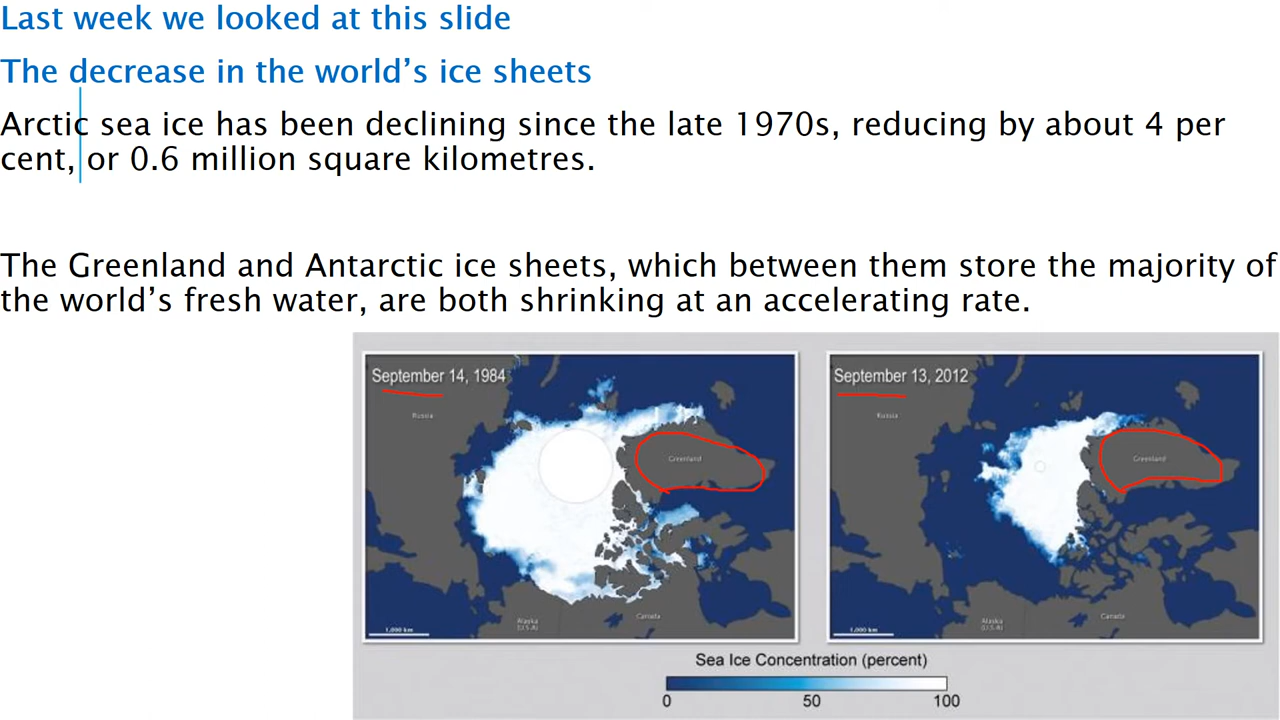 Last week we looked at this slide
The decrease in the world's ice sheets
Arctic sea ice has been declining since the late 1970s, reducing by about 4 per
cent, or 0.6 million square kilometres.
The Greenland and Antarctic ice sheets, which between them store the majority of
the world's fresh water, are both shrinking at an accelerating rate.
September 14, 1984
Russia
Greenland
Alaska
(U.S.A)
Canada
1,000 km
September 13, 2012
Russia
Greenland
Alaska
(U.S.A)
Canada
1,000 km
Sea Ice Concentration (percent)
0 50 100